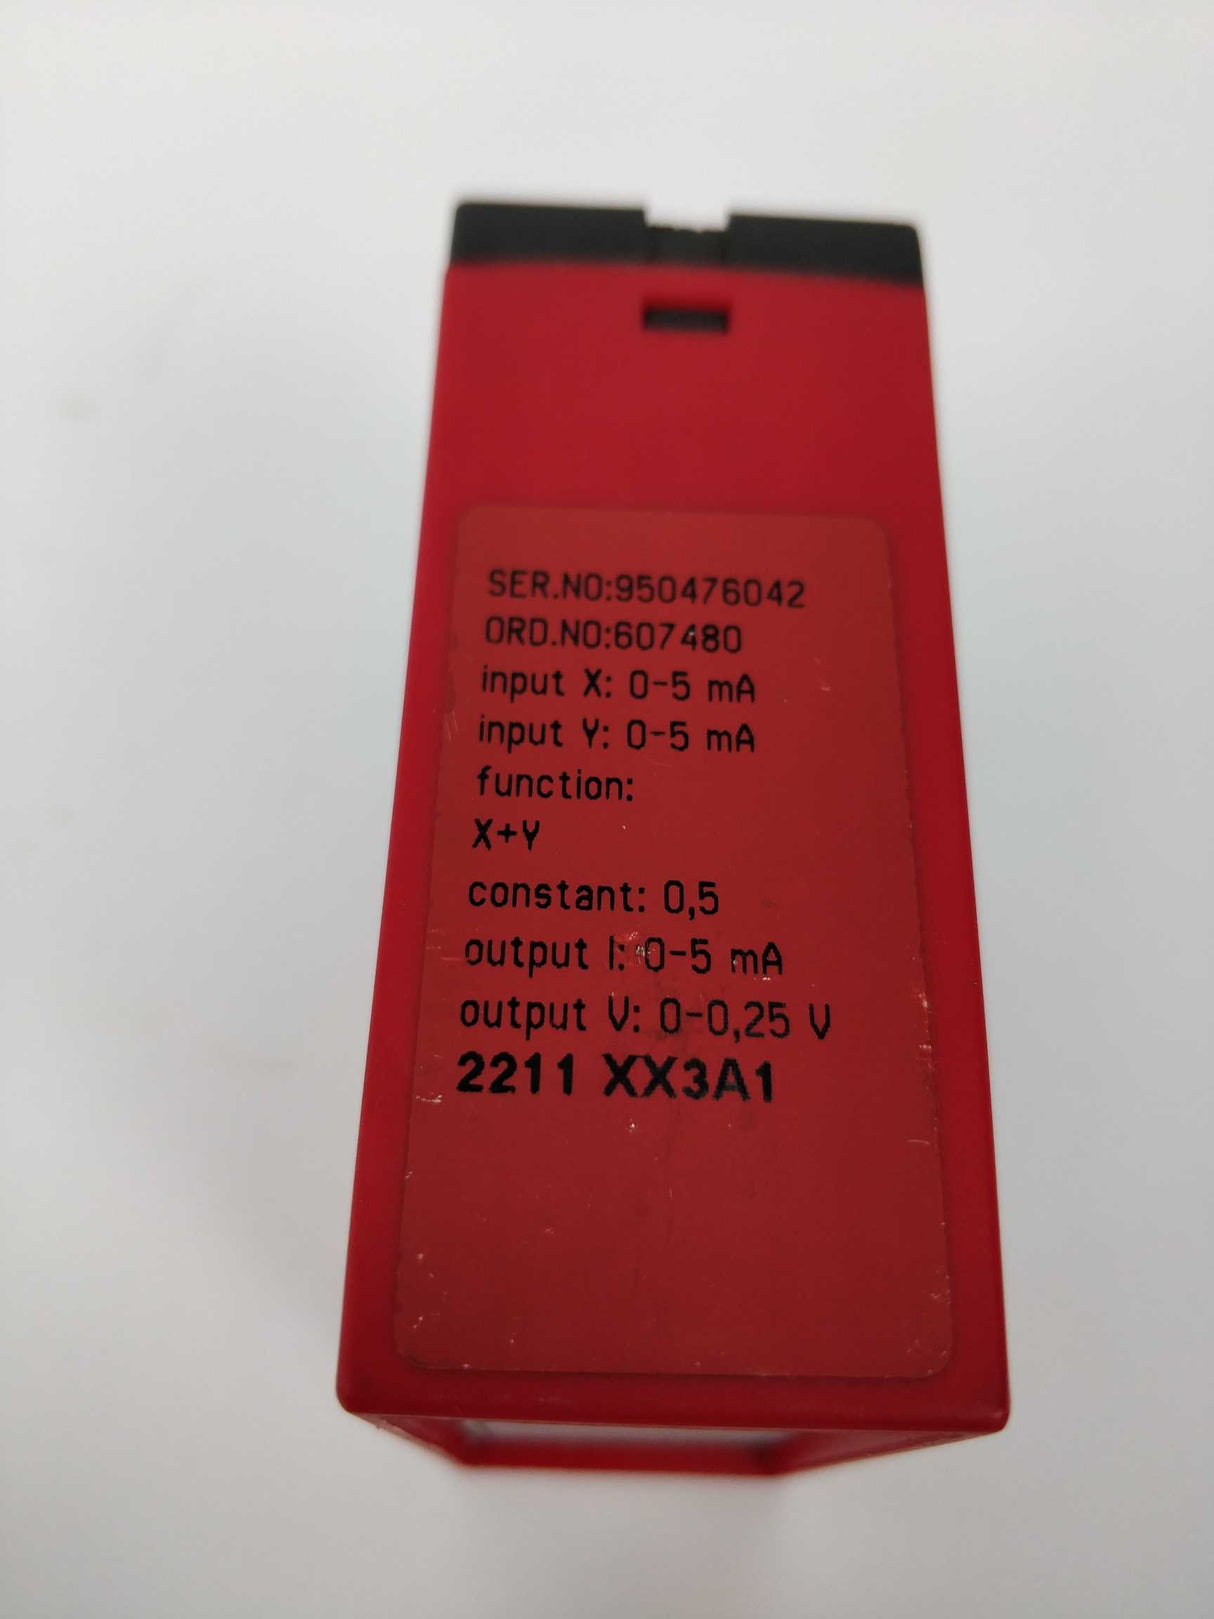 SER.NO:950476042
ORD.NO:607480
input X: 0-5 mA
input Y: 0-5 mA
function:
X+Y
constant: 0,5
output I: 0-5 mA
output V: 0-0,25 V
2211 XX3A1